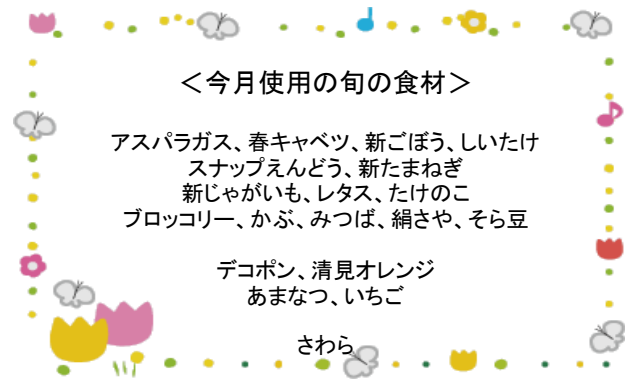 ＜今月使用の旬の食材＞
アスパラガス、春キャベツ、新ごぼう、しいたけ
スナップえんどう、新たまねぎ
新じゃがいも、レタス、たけのこ
ブロッコリー、かぶ、みつば、絹さや、そら豆
デコポン、清見オレンジ
あまなつ、いちご
さわら